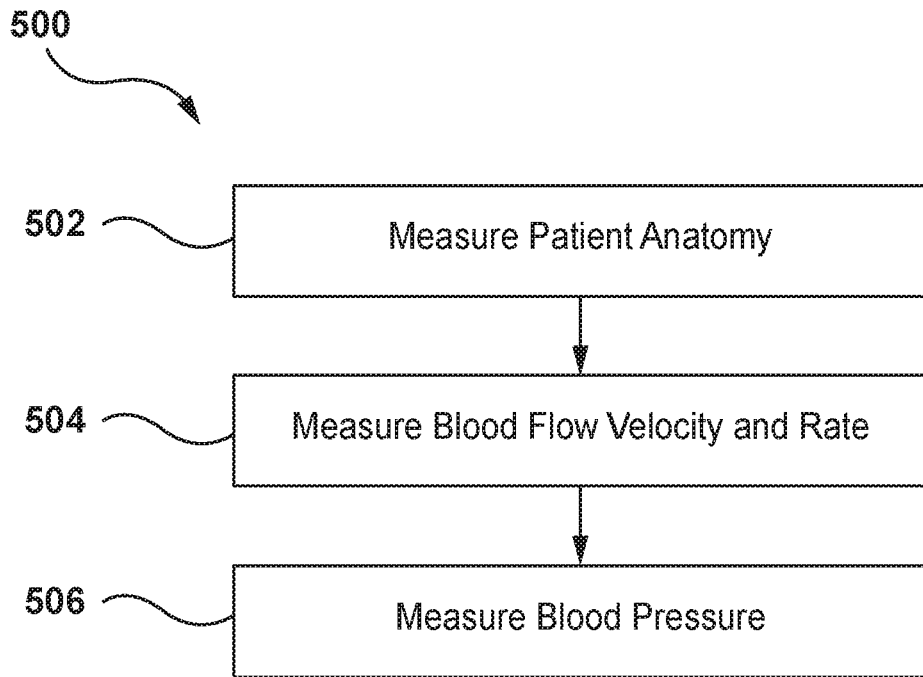 500
502
Measure Patient Anatomy
504
Measure Blood Flow Velocity and Rate
506
Measure Blood Pressure